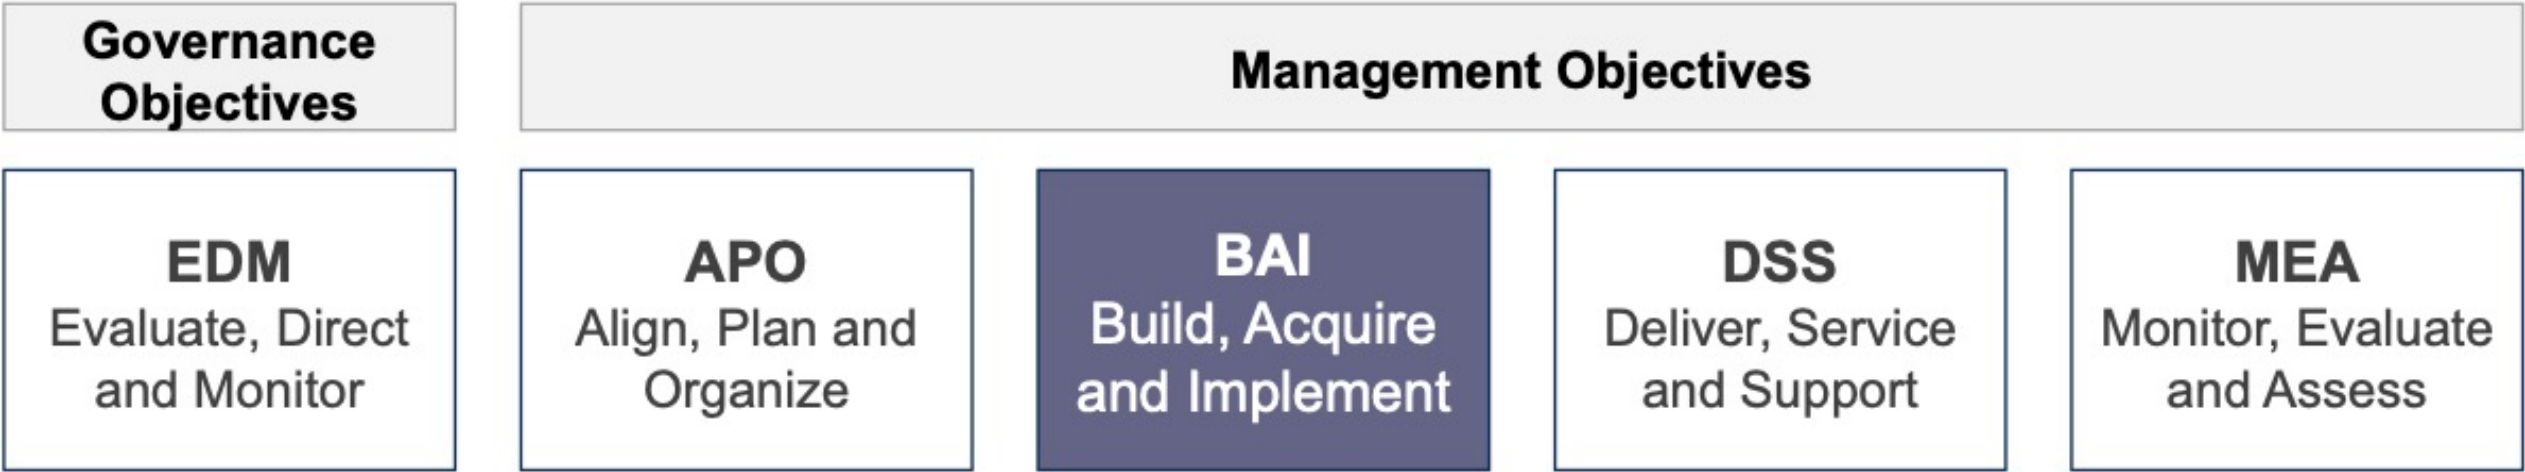 Governance
Objectives
Management Objectives
EDM
Evaluate, Direct
and Monitor
APO
Align, Plan and
Organize
BAI
Build, Acquire
and Implement
DSS
Deliver, Service
and Support
MEA
Monitor, Evaluate
and Assess